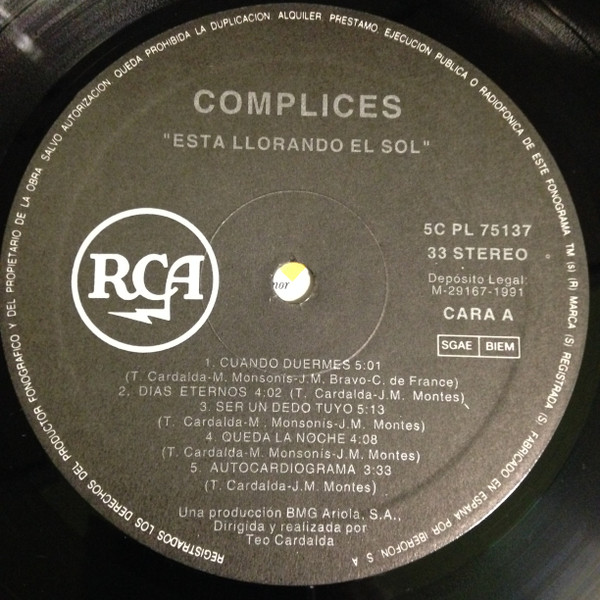 REGISTRADOS LOS DERECHOS DEL PRODUCTOR FONOGRAFICO Y DEL PROPIETARIO DE LA OBRA. SALVO AUTORIZACION QUEDA PROHIBIDA LA DUPLICACION. ALQUILER, PRESTAMO. EJECUCION PUBLICA O RADIOFONICA DE ESTE FONOGRAMA TM (s) (R) MARCA (S) REGISTRADA (S) FABRICADO EN ESPAÑA POR IBEROFON, S. A
COMPLICES
"ESTA LLORANDO EL SOL"
RCA
5C PL 75137
33 STEREO
Depósito Legal:
M-29167-1991
CARA A
SGAE BIEM
nor
1. CUANDO DUERMES 5:01
(T. Cardalda-M. Monsonís-J.M. Bravo-C. de France)
2. DIAS ETERNOS 4:02 (T. Cardalda-J.M. Montes)
3. SER UN DEDO TUYO 5:13
(T. Cardalda-M. Monsonís-J.M. Montes)
4. QUEDA LA NOCHE 4:08
(T. Cardalda-M. Monsonís-J.M. Montes)
5. AUTOCARDIOGRAMA 3:33
(T. Cardalda-J.M. Montes)
Una producción BMG Ariola, S.A.,
Dirigida y realizada por
Teo Cardalda